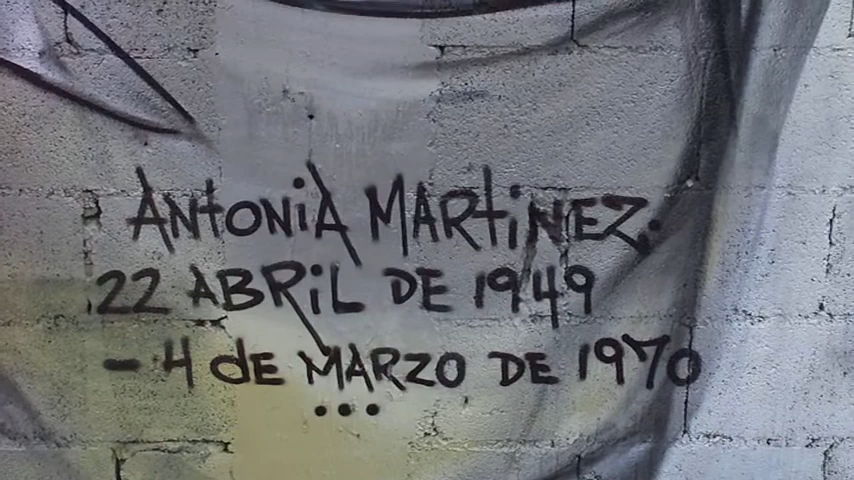 ANtONiA MARtiNEZ.
22 ABRiL DE 1949
- 4 de MARZO DE 1970
...